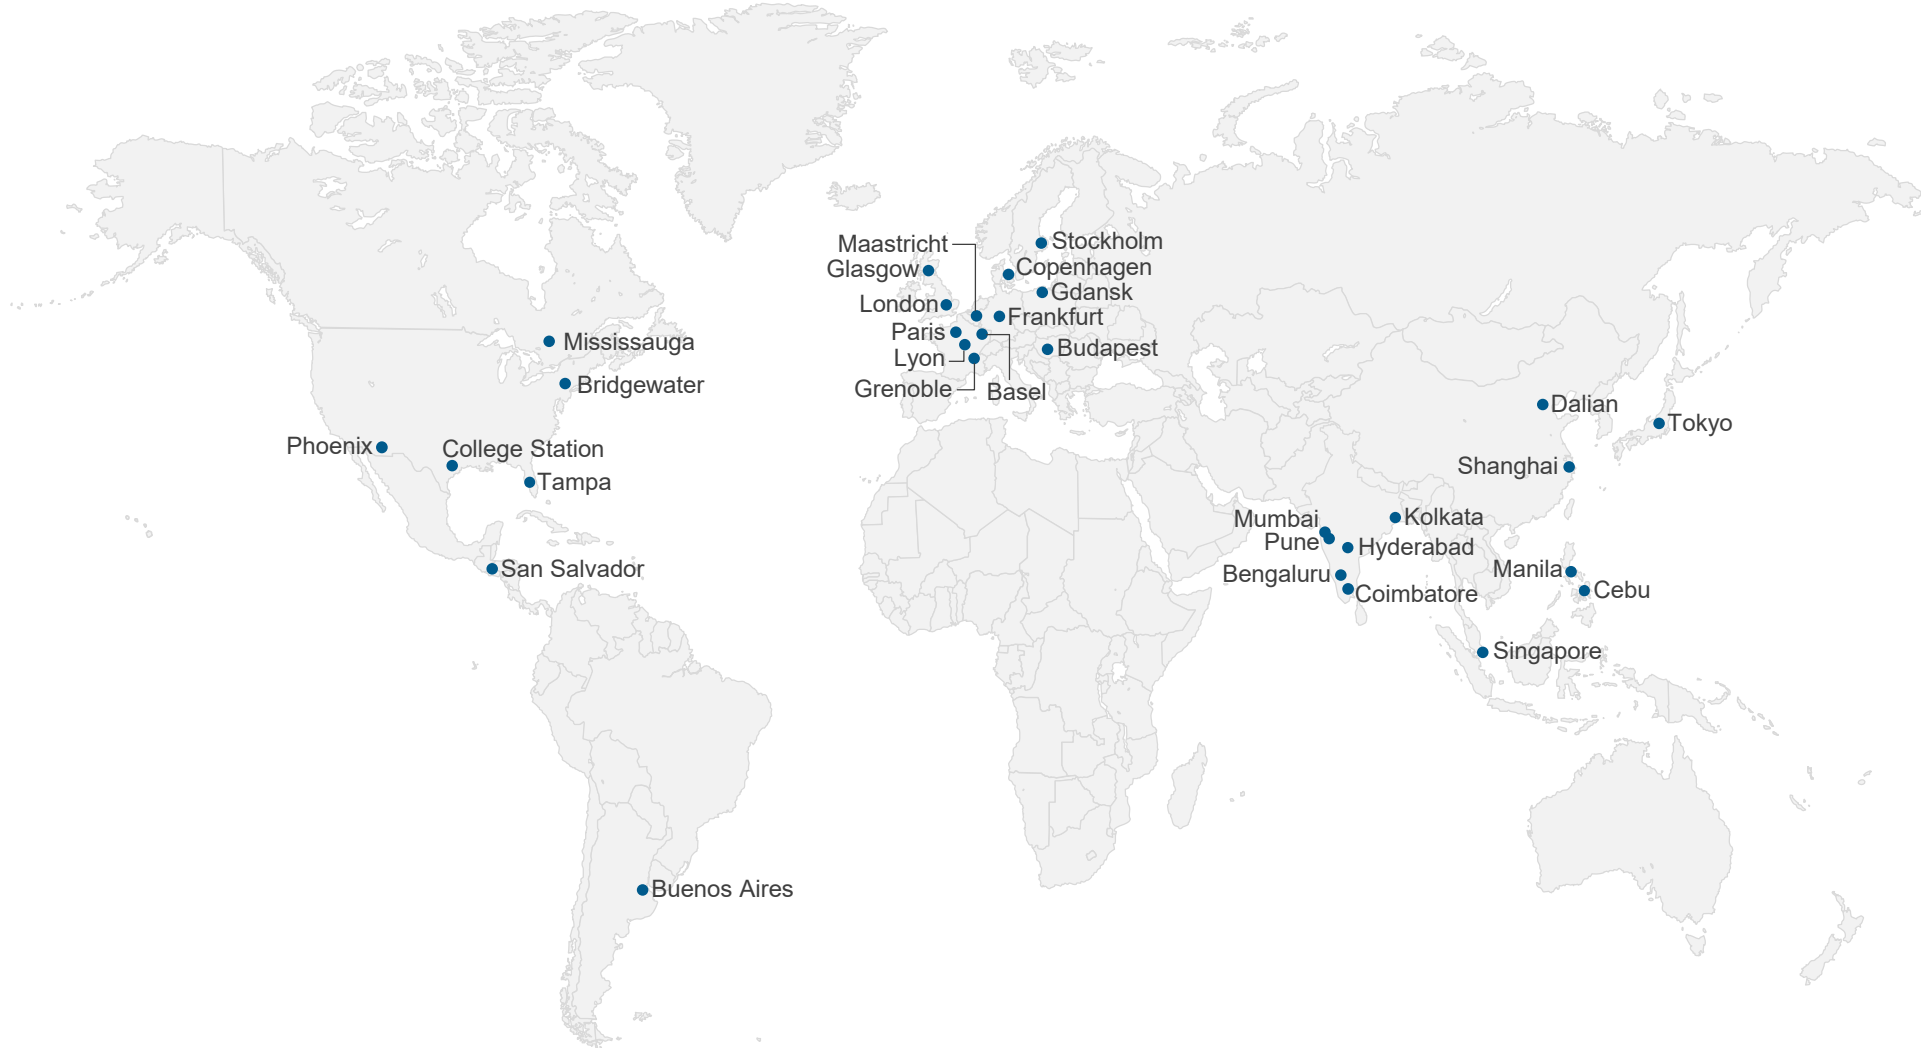 Maastricht
Stockholm
Glasgow
Copenhagen
Gdansk
London
Frankfurt
Paris
Mississauga
Budapest
Lyon
Bridgewater
Grenoble
Basel
Dalian
Tokyo
Phoenix
College Station
Shanghai
Tampa
Mumbai
Kolkata
Pune
Hyderabad
San Salvador
Manila
Bengaluru
Cebu
Coimbatore
Singapore
Buenos Aires